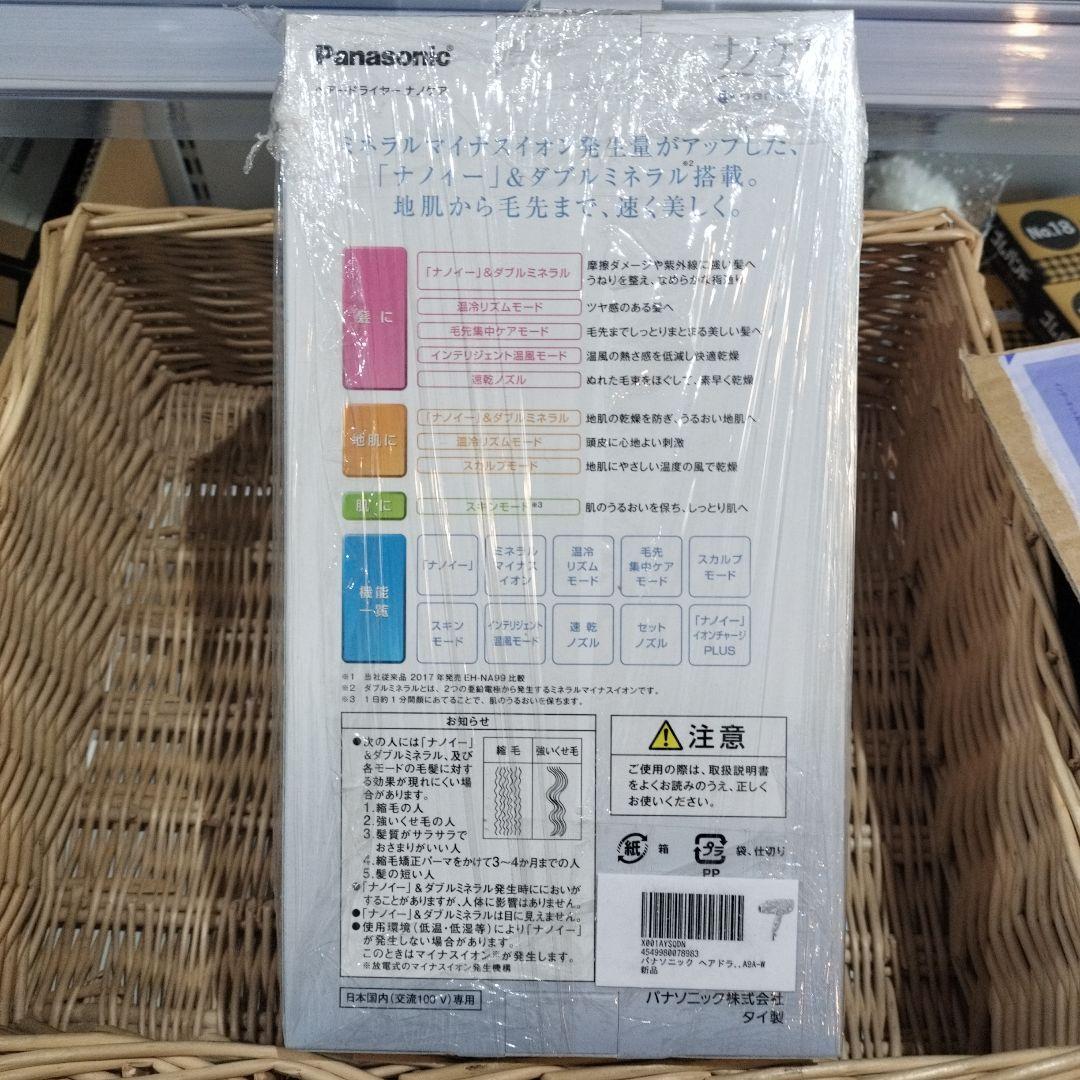 Panasonic
ヘアードライヤー ナノケア
ナノケア
ミネラルマイナスイオン発生量がアップした、
「ナノイー」&ダブルミネラル※2搭載。
地肌から毛先まで、速く美しく。
髪に
「ナノイー」&ダブルミネラル
摩擦ダメージや紫外線に強い髪へ
うねりを整え、なめらかな指通り
温冷リズムモード
ツヤ感のある髪へ
毛先集中ケアモード
毛先までしっとりまとまる美しい髪へ
インテリジェント温風モード
温風の熱さ感を低減し快適乾燥
速乾ノズル
ぬれた毛束をほぐして、素早く乾燥
地肌に
「ナノイー」&ダブルミネラル
地肌の乾燥を防ぎ、うるおい地肌へ
温冷リズムモード
頭皮に心地よい刺激
スカルプモード
地肌にやさしい温度の風で乾燥
肌に
スキンモード※3
肌のうるおいを保ち、しっとり肌へ
機能
一覧
「ナノイー」
ミネラル
マイナス
イオン
温冷
リズム
モード
毛先
集中ケア
モード
スカルプ
モード
スキン
モード
インテリジェント
温風モード
速乾
ノズル
セット
ノズル
「ナノイー」
イオンチャージ
PLUS
※1 当社従来品 2017年発売 EH-NA99 比較
※2 ダブルミネラルとは、2つの亜鉛電極から発生するミネラルマイナスイオンです。
※3 1日約1分間顔にあてることで、肌のうるおいを保ちます。
お知らせ
●次の人には「ナノイー」
&ダブルミネラル、及び
各モードの毛髪に対す
る効果が現れにくい場
合があります。
1.縮毛の人
2.強いくせ毛の人
3.髪質がサラサラで
おさまりがいい人
4.縮毛矯正パーマをかけて3〜4か月までの人
5.髪の短い人
縮毛
強いくせ毛
●「ナノイー」&ダブルミネラル発生時ににおいが
することがありますが、人体に影響はありません。
●「ナノイー」&ダブルミネラルは目に見えません。
●使用環境(低温・低湿等)により「ナノイー」
が発生しない場合があります。
このときはマイナスイオン※が発生します。
※放電式のマイナスイオン発生機構
日本国内(交流100V)専用
注意
ご使用の際は、取扱説明書
をよくお読みのうえ、正しく
お使いください。
紙 箱
プラ 袋、仕切り
PP
X001AYSQDN
4549980078983
パナソニック ヘアドラ...A9A-W
新品
パナソニック株式会社
タイ製
No.18
ゴムバンド